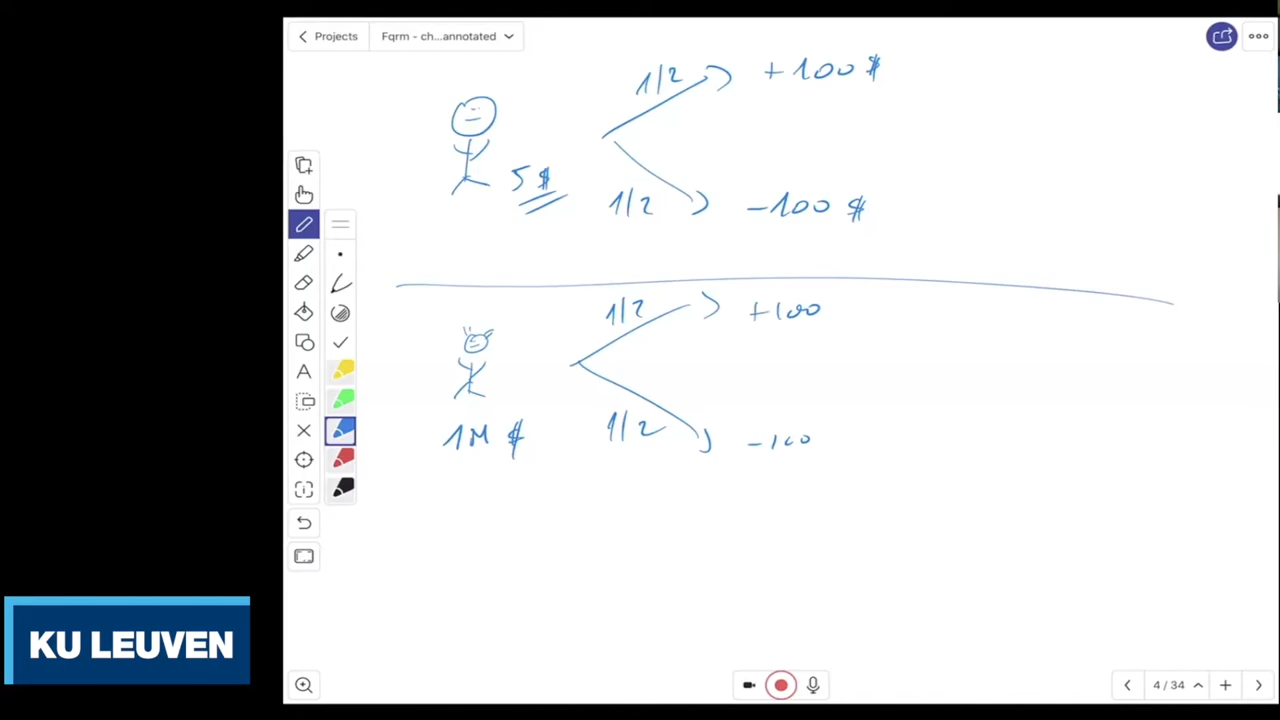 Projects
Fqrm - ch...annotated
1/2
+100 $
5 $
1/2
-100 $
1/2
+100
1M $
1/2
-100
A
KU LEUVEN
4 / 34